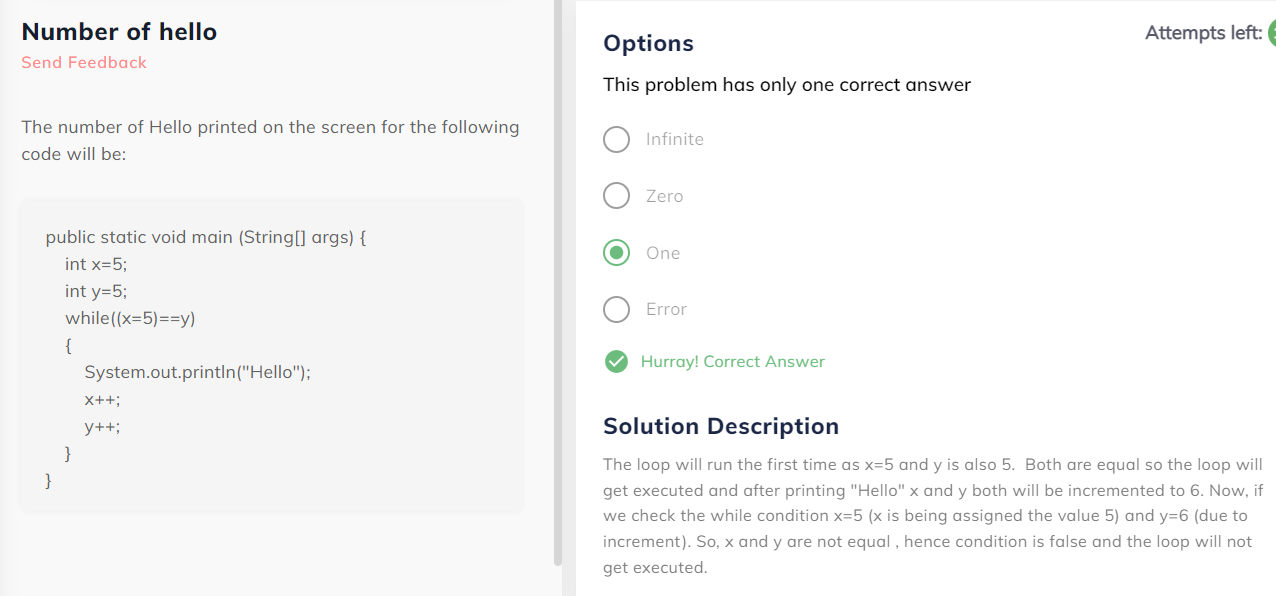 Number of hello
Send Feedback
The number of Hello printed on the screen for the following
code will be:
public static void main (String[] args) {
int x=5;
int y=5;
while((x=5)==y)
{
System.out.println("Hello");
x++;
y++;
}
}
Options
Attempts left:
This problem has only one correct answer
Infinite
Zero
One
Error
Hurray! Correct Answer
Solution Description
The loop will run the first time as x=5 and y is also 5.  Both are equal so the loop will
get executed and after printing "Hello" x and y both will be incremented to 6. Now, if
we check the while condition x=5 (x is being assigned the value 5) and y=6 (due to
increment). So, x and y are not equal , hence condition is false and the loop will not
get executed.